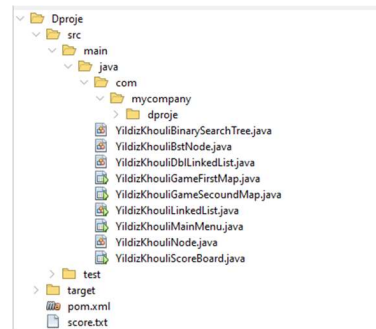 Dproje
src
main
java
com
mycompany
dproje
YildizKhouliBinarySearchTree.java
YildizKhouliBstNode.java
YildizKhouliDblLinkedList.java
YildizKhouliGameFirstMap.java
YildizKhouliGameSecoundMap.java
YildizKhouliLinkedList.java
YildizKhouliMainMenu.java
YildizKhouliNode.java
YildizKhouliScoreBoard.java
test
target
pom.xml
score.txt